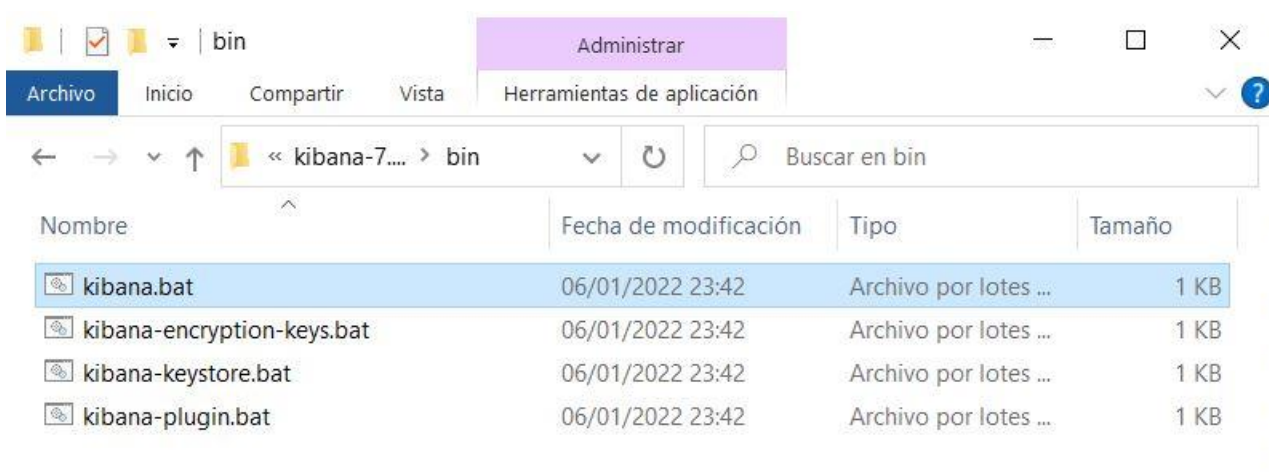 bin Administrar
Archivo Inicio Compartir Vista Herramientas de aplicación ?
« kibana-7.... > bin Buscar en bin
Nombre Fecha de modificación Tipo Tamaño
kibana.bat 06/01/2022 23:42 Archivo por lotes ... 1 KB
kibana-encryption-keys.bat 06/01/2022 23:42 Archivo por lotes ... 1 KB
kibana-keystore.bat 06/01/2022 23:42 Archivo por lotes ... 1 KB
kibana-plugin.bat 06/01/2022 23:42 Archivo por lotes ... 1 KB